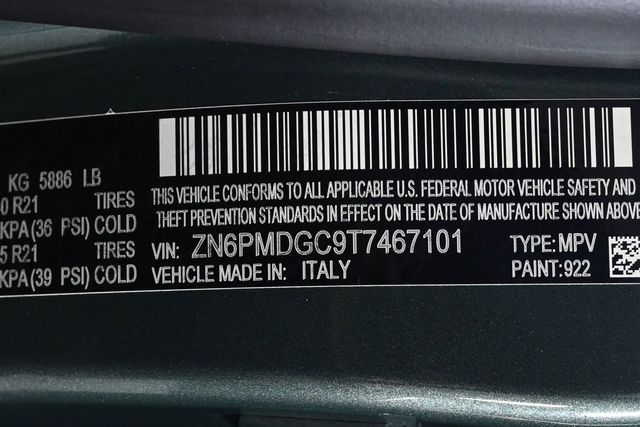 KG 5886 LB
0 R21 TIRES
KPA (36 PSI) COLD
5 R21 TIRES
KPA (39 PSI) COLD
THIS VEHICLE CONFORMS TO ALL APPLICABLE U.S. FEDERAL MOTOR VEHICLE SAFETY AND
THEFT PREVENTION STANDARDS IN EFFECT ON THE DATE OF MANUFACTURE SHOWN ABOVE
VIN: ZN6PMDGC9T7467101 TYPE: MPV
VEHICLE MADE IN: ITALY PAINT: 922